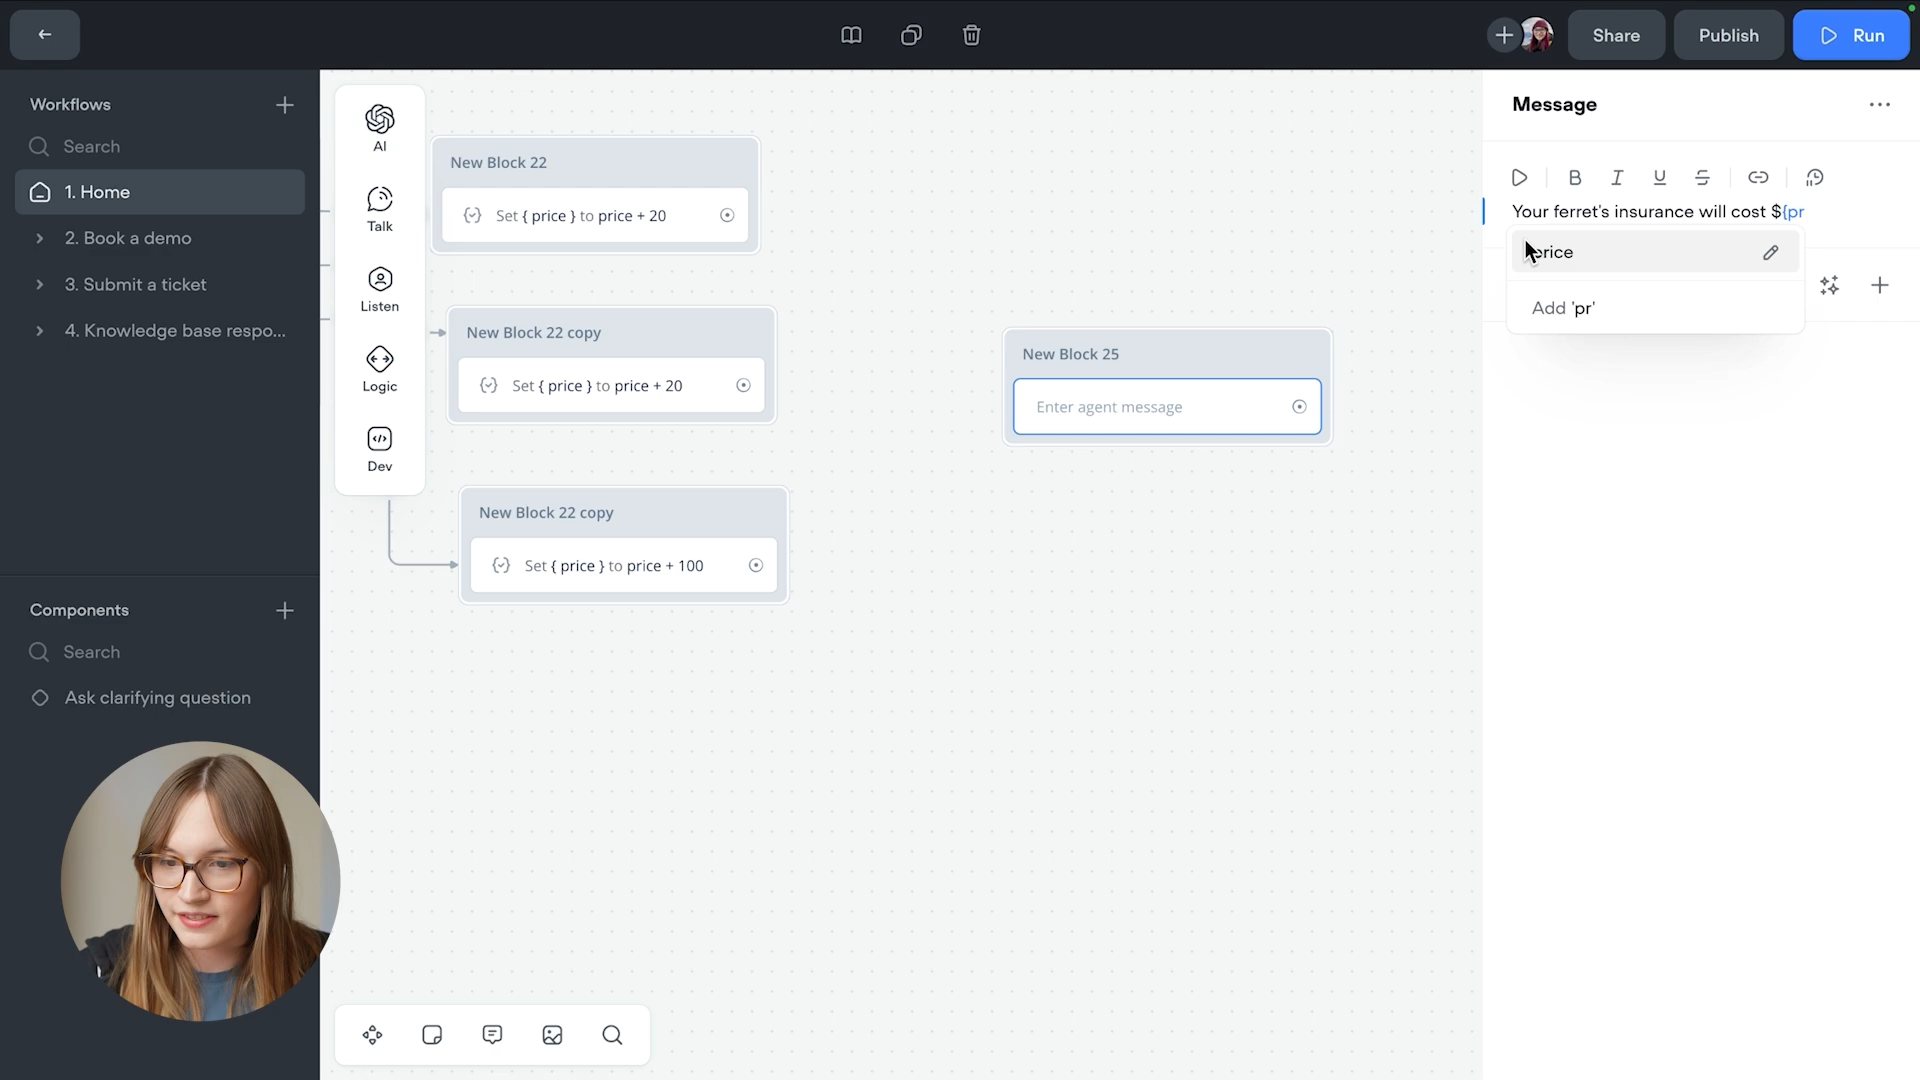 Share
Publish
Run
Workflows
Search
1. Home
2. Book a demo
3. Submit a ticket
4. Knowledge base respo...
Components
Search
Ask clarifying question
AI
Talk
Listen
Logic
Dev
New Block 22
Set { price } to price + 20
New Block 22 copy
Set { price } to price + 20
New Block 22 copy
Set { price } to price + 100
New Block 25
Enter agent message
Message
Your ferret's insurance will cost ${pr
price
Add 'pr'